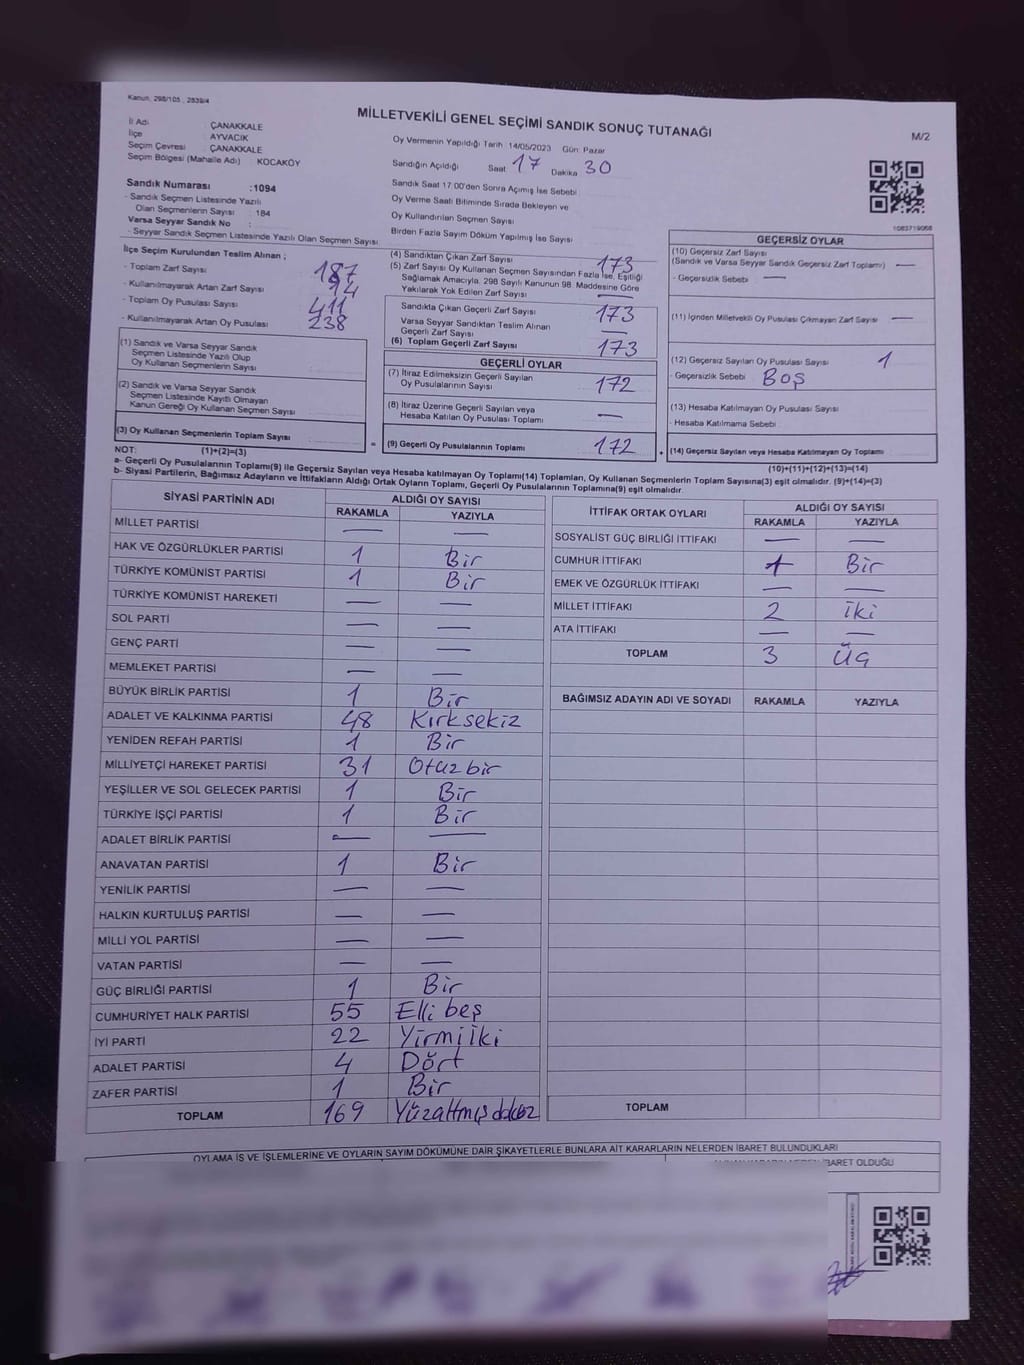 Kanun, 298/105 , 2839/4
MİLLETVEKİLİ GENEL SEÇİMİ SANDIK SONUÇ TUTANAĞI
M/2
İl Adı : ÇANAKKALE
İlçe : AYVACIK
Seçim Çevresi : ÇANAKKALE
Seçim Bölgesi (Mahalle Adı) : KOCAKÖY
Oy Vermenin Yapıldığı Tarih :14/05/2023 Gün: Pazar
Sandığın Açıldığı Saat 17 Dakika 30
Sandık Saat 17:00'den Sonra Açılmış İse Sebebi
Oy Verme Saati Bitiminde Sırada Bekleyen ve
Oy Kullandırılan Seçmen Sayısı
Birden Fazla Sayım Döküm Yapılmış İse Sayısı
Sandık Numarası :1094
- Sandık Seçmen Listesinde Yazılı
Olan Seçmenlerin Sayısı : 184
Varsa Seyyar Sandık No :
- Seyyar Sandık Seçmen Listesinde Yazılı Olan Seçmen Sayısı
1083719068
İlçe Seçim Kurulundan Teslim Alınan ;
- Toplam Zarf Sayısı 187
- Kullanılmayarak Artan Zarf Sayısı 14
- Toplam Oy Pusulası Sayısı 411
- Kullanılmayarak Artan Oy Pusulası 238
(1) Sandık ve Varsa Seyyar Sandık
Seçmen Listesinde Yazılı Olup
Oy Kullanan Seçmenlerin Sayısı
(2) Sandık ve Varsa Seyyar Sandık
Seçmen Listesinde Kayıtlı Olmayan
Kanun Gereği Oy Kullanan Seçmen Sayısı
(3) Oy Kullanan Seçmenlerin Toplam Sayısı
(4) Sandıktan Çıkan Zarf Sayısı 173
(5) Zarf Sayısı Oy Kullanan Seçmen Sayısından Fazla İse, Eşitliği
Sağlamak Amacıyla, 298 Sayılı Kanunun 98. Maddesine Göre
Yakılarak Yok Edilen Zarf Sayısı —
Sandıkta Çıkan Geçerli Zarf Sayısı 173
Varsa Seyyar Sandıktan Teslim Alınan
Geçerli Zarf Sayısı —
(6) Toplam Geçerli Zarf Sayısı 173
GEÇERLİ OYLAR
(7) İtiraz Edilmeksizin Geçerli Sayılan
Oy Pusulalarının Sayısı 172
(8) İtiraz Üzerine Geçerli Sayılan veya
Hesaba Katılan Oy Pusulası Toplamı —
= (9) Geçerli Oy Pusulalarının Toplamı 172 +
GEÇERSİZ OYLAR
(10) Geçersiz Zarf Sayısı
(Sandık ve Varsa Seyyar Sandık Geçersiz Zarf Toplamı) —
- Geçersizlik Sebebi —
(11) İçinden Milletvekili Oy Pusulası Çıkmayan Zarf Sayısı —
(12) Geçersiz Sayılan Oy Pusulası Sayısı 1
- Geçersizlik Sebebi Boş
(13) Hesaba Katılmayan Oy Pusulası Sayısı
- Hesaba Katılmama Sebebi
(14) Geçersiz Sayılan veya Hesaba Katılmayan Oy Toplamı
NOT: (1)+(2)=(3)
(10)+(11)+(12)+(13)=(14)
a- Geçerli Oy Pusulalarının Toplamı(9) ile Geçersiz Sayılan veya Hesaba katılmayan Oy Toplamı(14) Toplamları, Oy Kullanan Seçmenlerin Toplam Sayısına(3) eşit olmalıdır. (9)+(14)=(3)
b- Siyasi Partilerin, Bağımsız Adayların ve İttifakların Aldığı Ortak Oyların Toplamı, Geçerli Oy Pusulalarının Toplamına(9) eşit olmalıdır.
SİYASİ PARTİNİN ADI ALDIĞI OY SAYISI
RAKAMLA YAZIYLA
MİLLET PARTİSİ — —
HAK VE ÖZGÜRLÜKLER PARTİSİ 1 Bir
TÜRKİYE KOMÜNİST PARTİSİ 1 Bir
TÜRKİYE KOMÜNİST HAREKETİ — —
SOL PARTİ — —
GENÇ PARTİ — —
MEMLEKET PARTİSİ — —
BÜYÜK BİRLİK PARTİSİ 1 Bir
ADALET VE KALKINMA PARTİSİ 48 Kırksekiz
YENİDEN REFAH PARTİSİ 1 Bir
MİLLİYETÇİ HAREKET PARTİSİ 31 Otuzbir
YEŞİLLER VE SOL GELECEK PARTİSİ 1 Bir
TÜRKİYE İŞÇİ PARTİSİ 1 Bir
ADALET BİRLİK PARTİSİ — —
ANAVATAN PARTİSİ 1 Bir
YENİLİK PARTİSİ — —
HALKIN KURTULUŞ PARTİSİ — —
MİLLİ YOL PARTİSİ — —
VATAN PARTİSİ — —
GÜÇ BİRLİĞİ PARTİSİ 1 Bir
CUMHURİYET HALK PARTİSİ 55 Elli beş
İYİ PARTİ 22 Yirmi iki
ADALET PARTİSİ 4 Dört
ZAFER PARTİSİ 1 Bir
TOPLAM 169 Yüzaltmış dokuz
İTTİFAK ORTAK OYLARI ALDIĞI OY SAYISI
RAKAMLA YAZIYLA
SOSYALİST GÜÇ BİRLİĞİ İTTİFAKI — —
CUMHUR İTTİFAKI 1 Bir
EMEK VE ÖZGÜRLÜK İTTİFAKI — —
MİLLET İTTİFAKI 2 iki
ATA İTTİFAKI — —
TOPLAM 3 Üç
BAĞIMSIZ ADAYIN ADI VE SOYADI RAKAMLA YAZIYLA
TOPLAM
OYLAMA İŞ VE İŞLEMLERİNE VE OYLARIN SAYIM DÖKÜMÜNE DAİR ŞİKAYETLERLE BUNLARA AİT KARARLARIN NELERDEN İBARET BULUNDUKLARI
İBARET OLDUĞU